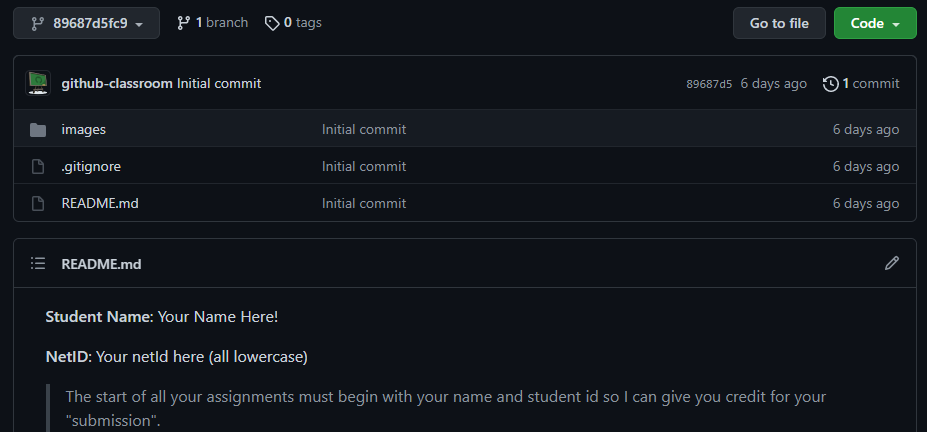 89687d5fc9 1 branch 0 tags Go to file Code
github-classroom Initial commit 89687d5 6 days ago 1 commit
images Initial commit 6 days ago
.gitignore Initial commit 6 days ago
README.md Initial commit 6 days ago
README.md
Student Name: Your Name Here!
NetID: Your netId here (all lowercase)
The start of all your assignments must begin with your name and student id so I can give you credit for your
"submission".